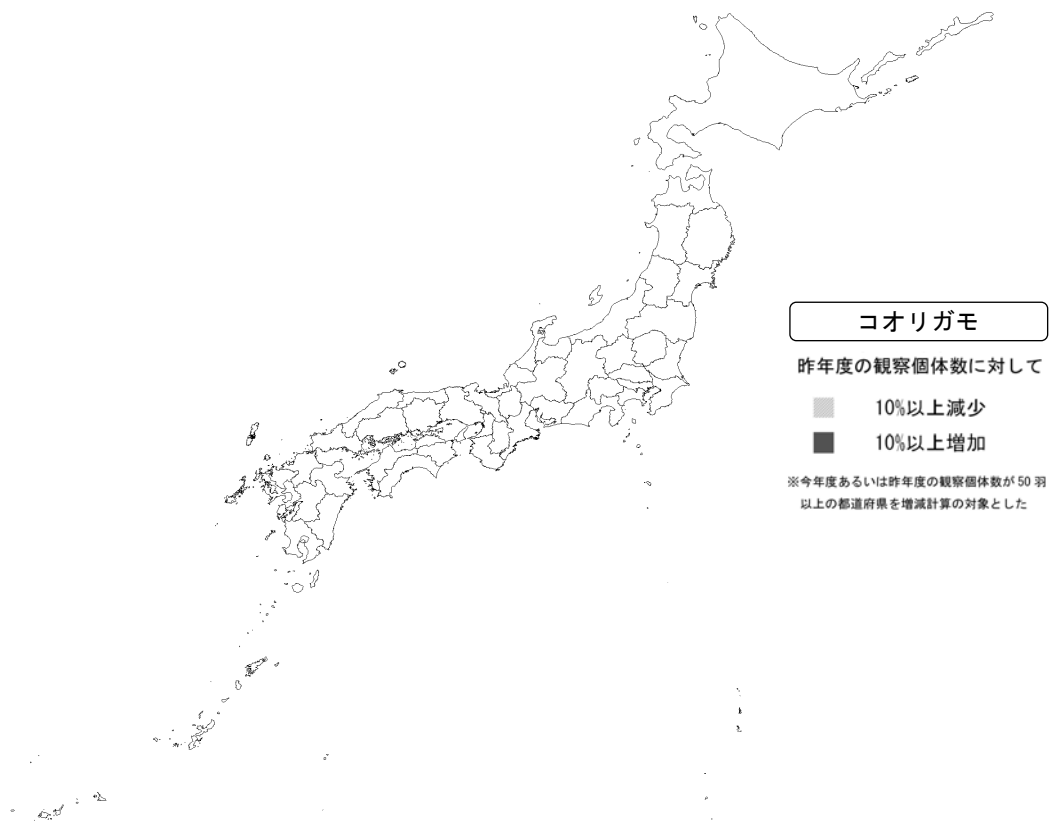 コオリガモ
昨年度の観察個体数に対して
10%以上減少
10%以上増加
※今年度あるいは昨年度の観察個体数が50羽
以上の都道府県を増減計算の対象とした